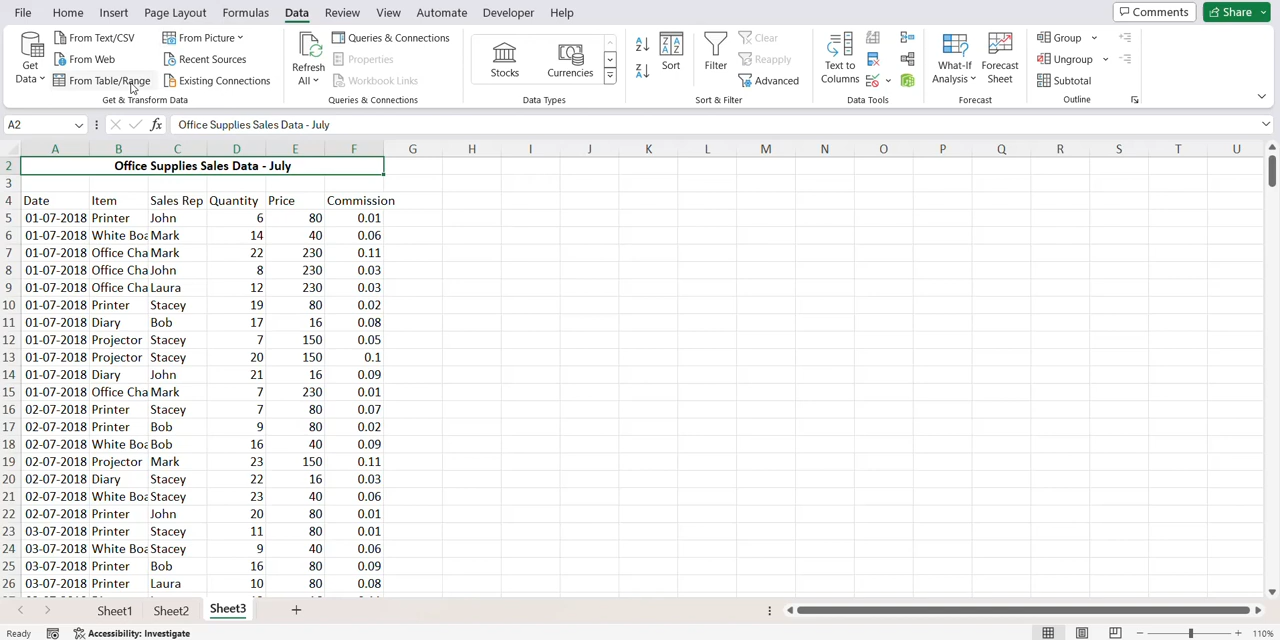 File Home Insert Page Layout Formulas Data Review View Automate Developer Help Comments Share
Get Data From Text/CSV From Web From Table/Range From Picture Recent Sources Existing Connections
Get & Transform Data
Refresh All Queries & Connections Properties Workbook Links
Queries & Connections
Stocks Currencies
Data Types
Sort Filter Clear Reapply Advanced
Sort & Filter
Text to Columns
Data Tools
What-If Analysis Forecast Sheet
Forecast
Group Ungroup Subtotal
Outline
A2 fx Office Supplies Sales Data - July
A B C D E F G H I J K L M N O P Q R S T U
2 Office Supplies Sales Data - July
3
4 Date Item Sales Rep Quantity Price Commission
5 01-07-2018 Printer John 6 80 0.01
6 01-07-2018 White Boa Mark 14 40 0.06
7 01-07-2018 Office Cha Mark 22 230 0.11
8 01-07-2018 Office Cha John 8 230 0.03
9 01-07-2018 Office Cha Laura 12 230 0.03
10 01-07-2018 Printer Stacey 19 80 0.02
11 01-07-2018 Diary Bob 17 16 0.08
12 01-07-2018 Projector Stacey 7 150 0.05
13 01-07-2018 Projector Stacey 20 150 0.1
14 01-07-2018 Diary John 21 16 0.09
15 01-07-2018 Office Cha Mark 7 230 0.01
16 02-07-2018 Printer Stacey 7 80 0.07
17 02-07-2018 Printer Bob 9 80 0.02
18 02-07-2018 White Boa Bob 16 40 0.09
19 02-07-2018 Projector Mark 23 150 0.11
20 02-07-2018 Diary Stacey 22 16 0.03
21 02-07-2018 White Boa Stacey 23 40 0.06
22 02-07-2018 Printer John 20 80 0.01
23 03-07-2018 Printer Stacey 11 80 0.01
24 03-07-2018 White Boa Stacey 9 40 0.06
25 03-07-2018 Printer Bob 16 80 0.09
26 03-07-2018 Printer Laura 10 80 0.08
Sheet1 Sheet2 Sheet3
Ready Accessibility: Investigate 110%